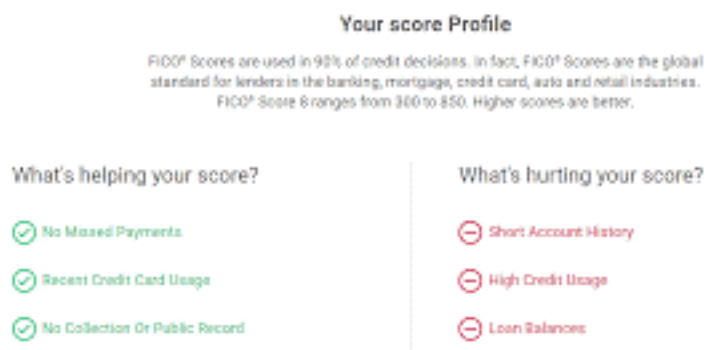 Your score Profile
FICO® Scores are used in 90% of credit decisions. In fact, FICO® Scores are the global
standard for lenders in the banking, mortgage, credit card, auto and retail industries.
FICO® Score 8 ranges from 300 to 850. Higher scores are better.
What's helping your score?
No Missed Payments
Recent Credit Card Usage
No Collection Or Public Record
What's hurting your score?
Short Account History
High Credit Usage
Loan Balances